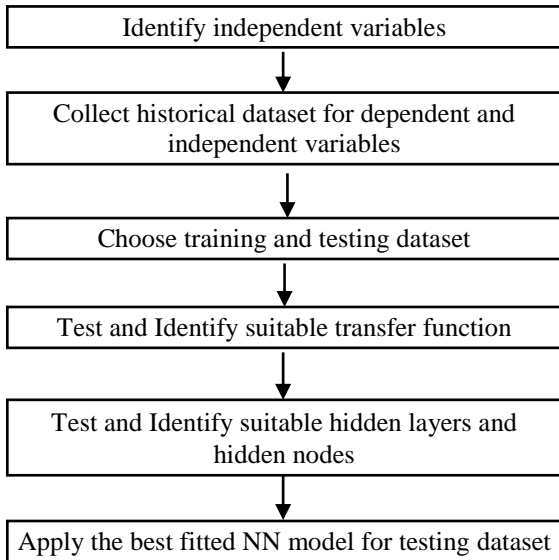 Identify independent variables
Collect historical dataset for dependent and
independent variables
Choose training and testing dataset
Test and Identify suitable transfer function
Test and Identify suitable hidden layers and
hidden nodes
Apply the best fitted NN model for testing dataset